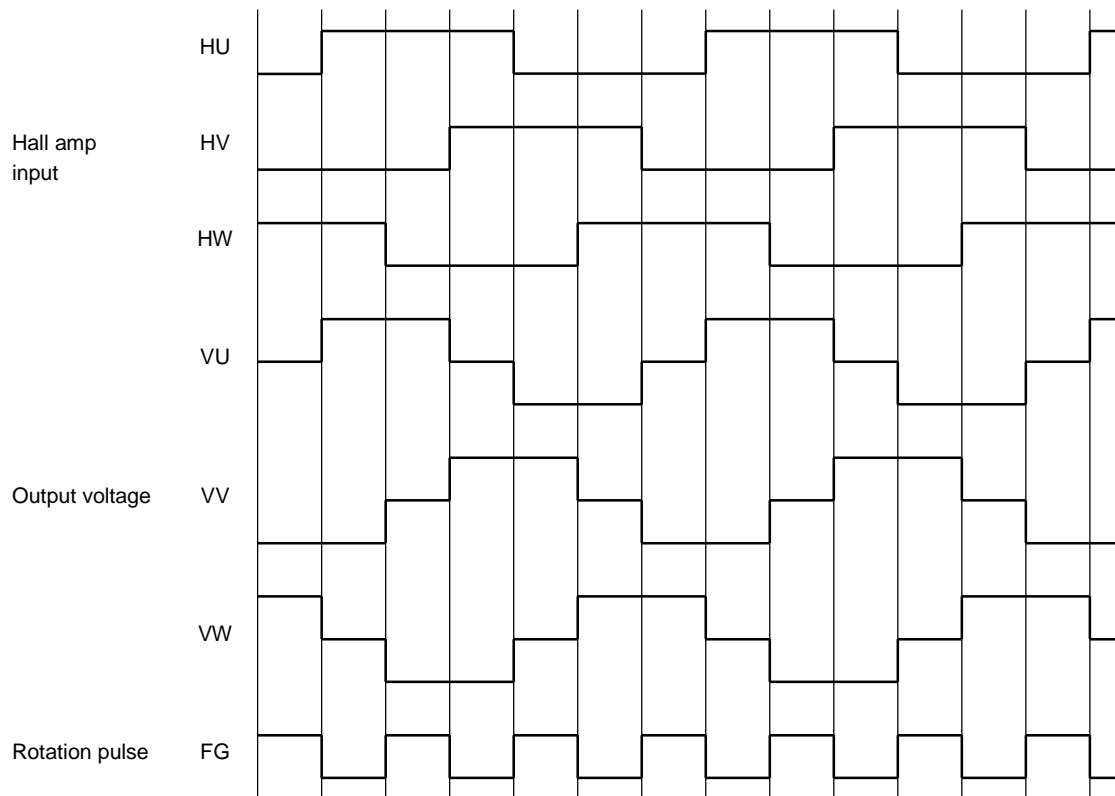 HU
Hall amp
input
HV
HW
VU
Output voltage
VV
VW
Rotation pulse
FG